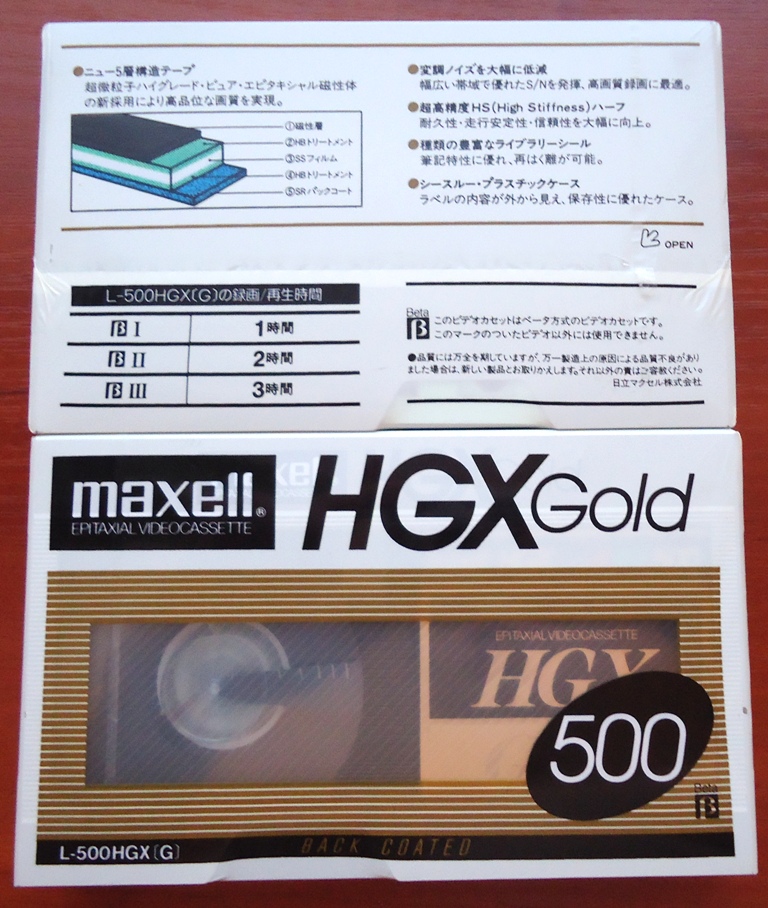 ●ニュー5層構造テープ
超微粒子ハイグレード・ピュア・エピタキシャル磁性体
の新採用により高品位な画質を実現。
①磁性層
②HBトリートメント
③SSフィルム
④HBトリートメント
⑤SRバックコート
●変調ノイズを大幅に低減
幅広い帯域で優れたS/Nを発揮、高画質録画に最適。
●超高精度HS(High Stiffness)ハーフ
耐久性・走行安定性・信頼性を大幅に向上。
●種類の豊富なライブラリーシール
筆記特性に優れ、再はく離が可能。
●シースルー・プラスチックケース
ラベルの内容が外から見え、保存性に優れたケース。
OPEN
L-500HGX(G)の録画/再生時間
β I 1時間
β II 2時間
β III 3時間
Beta
β
このビデオカセットはベータ方式のビデオカセットです。
このマークのついたビデオ以外には使用できません。
●品質には万全を期していますが、万一製造上の原因による品質不良があり
ました場合は、新しい製品とお取りかえします。それ以外の責はご容赦ください。
日立マクセル株式会社
maxell®
EPITAXIAL VIDEOCASSETTE
HGX Gold
EPITAXIAL VIDEOCASSETTE
HGX
500
Beta
β
L-500HGX(G)
BACK COATED